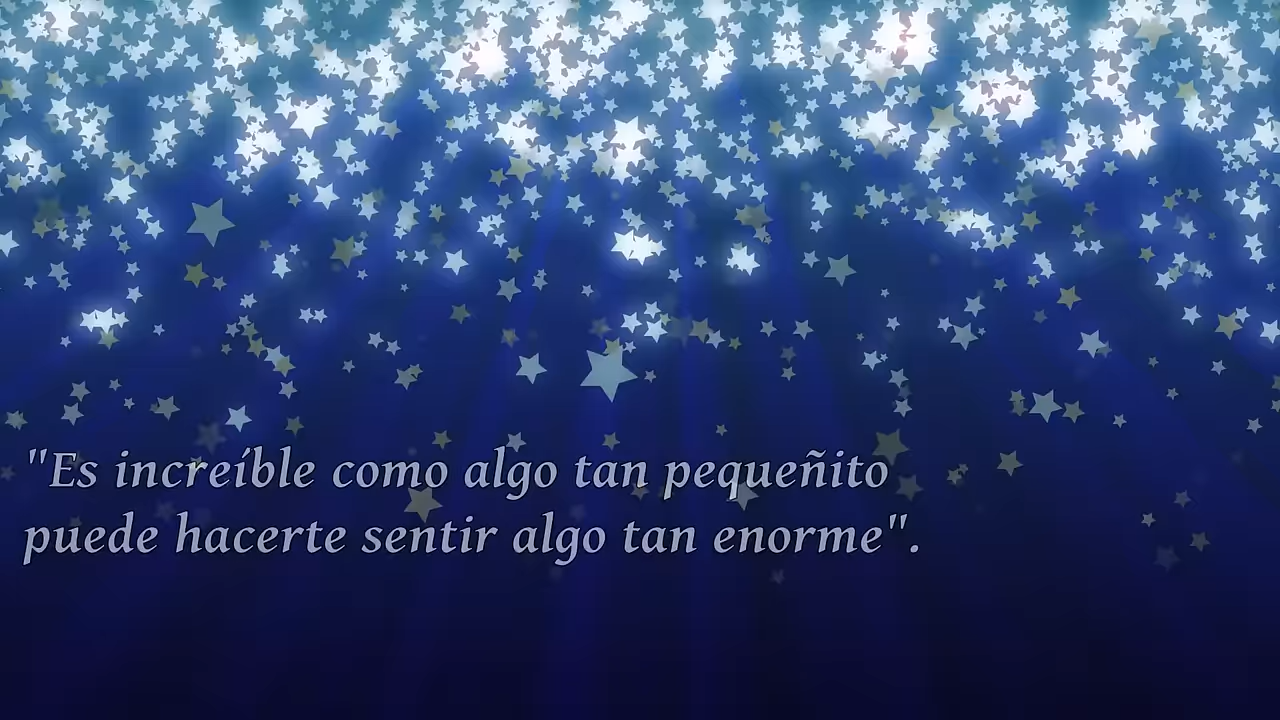 "Es increíble como algo tan pequeñito
puede hacerte sentir algo tan enorme".